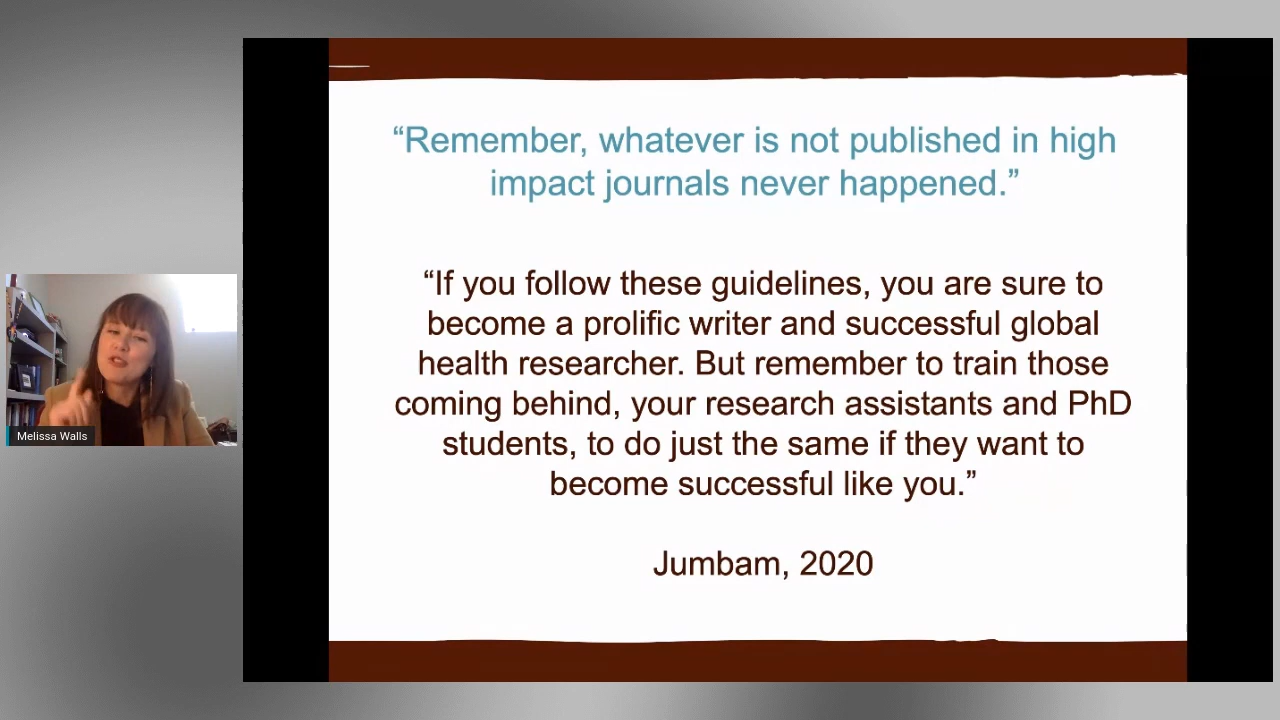 “Remember, whatever is not published in high
impact journals never happened.”
“If you follow these guidelines, you are sure to
become a prolific writer and successful global
health researcher. But remember to train those
coming behind, your research assistants and PhD
students, to do just the same if they want to
become successful like you.”
Jumbam, 2020
Melissa Walls